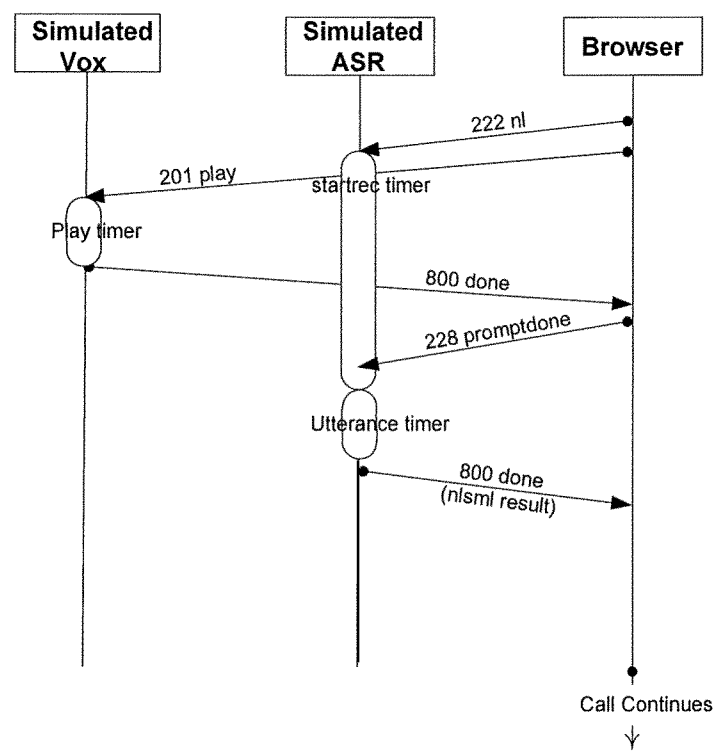 Simulated
Vox
Simulated
ASR
Browser
222 nl
201 play
startrec timer
Play timer
800 done
228 promptdone
Utterance timer
800 done
(nlsml result)
Call Continues